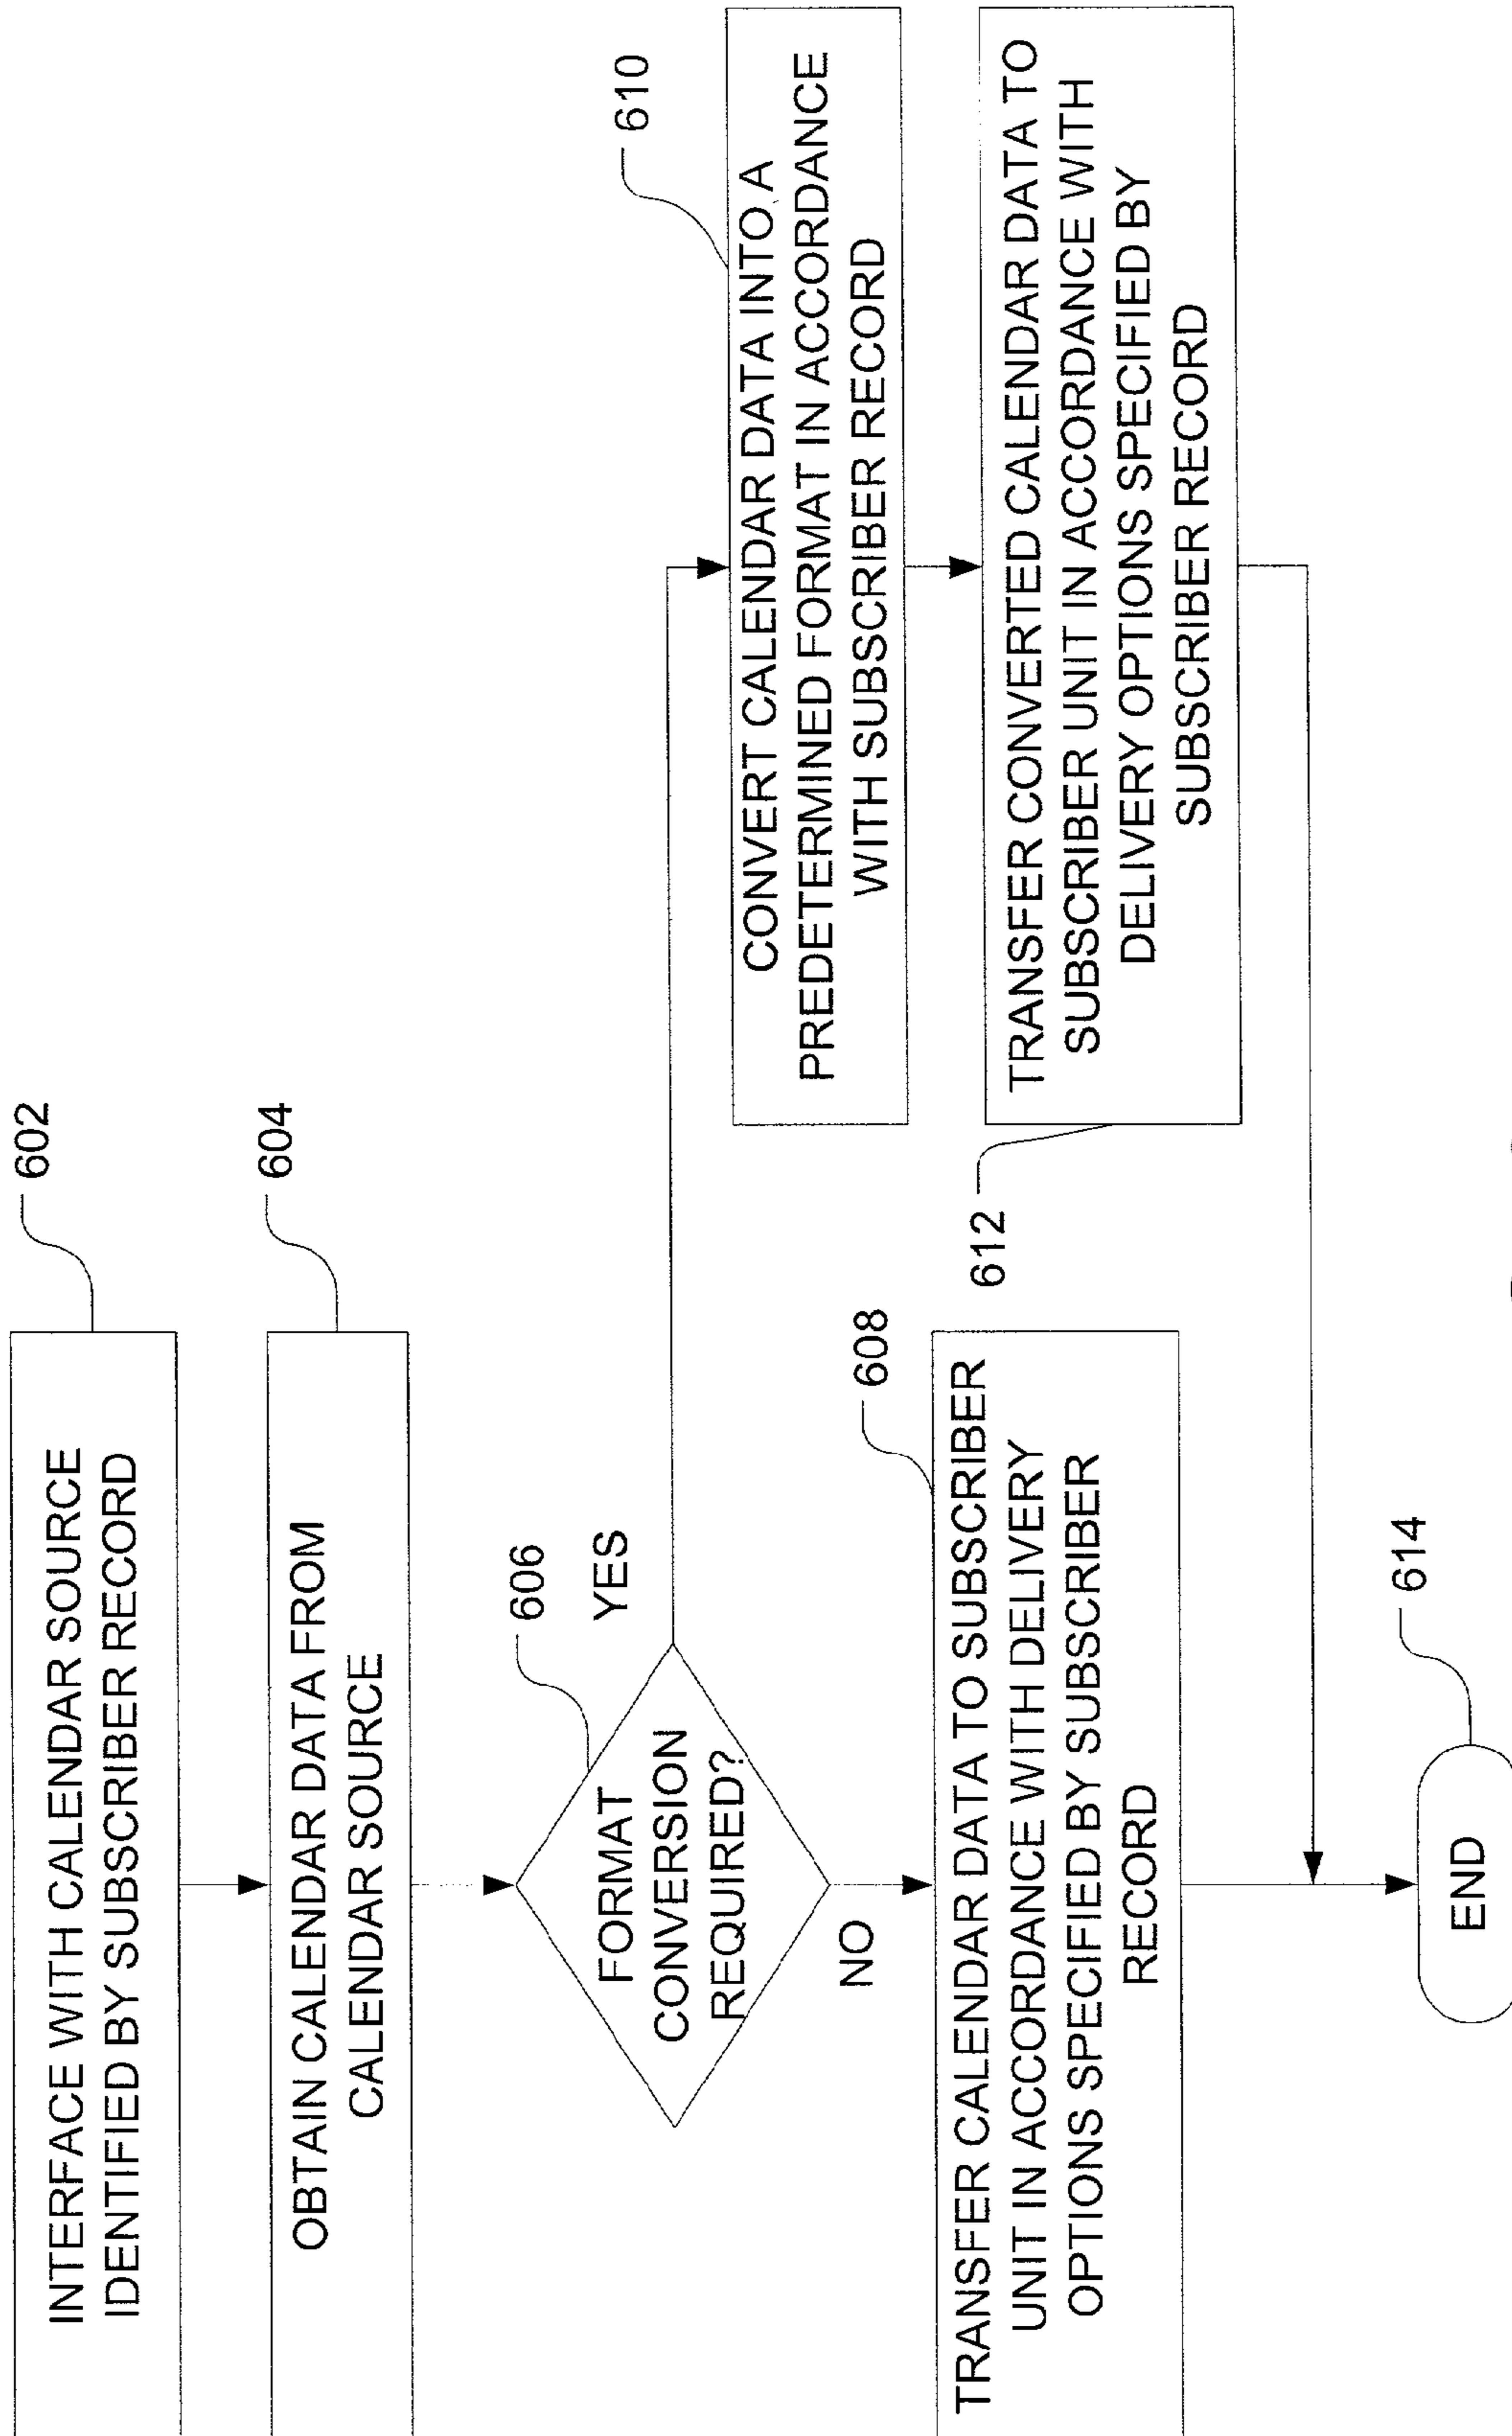 602
INTERFACE WITH CALENDAR SOURCE
IDENTIFIED BY SUBSCRIBER RECORD
604
OBTAIN CALENDAR DATA FROM
CALENDAR SOURCE
606
YES
FORMAT
CONVERSION
REQUIRED?
NO
608
TRANSFER CALENDAR DATA TO SUBSCRIBER
UNIT IN ACCORDANCE WITH DELIVERY
OPTIONS SPECIFIED BY SUBSCRIBER
RECORD
610
CONVERT CALENDAR DATA INTO A
PREDETERMINED FORMAT IN ACCORDANCE
WITH SUBSCRIBER RECORD
612
TRANSFER CONVERTED CALENDAR DATA TO
SUBSCRIBER UNIT IN ACCORDANCE WITH
DELIVERY OPTIONS SPECIFIED BY
SUBSCRIBER RECORD
614
END